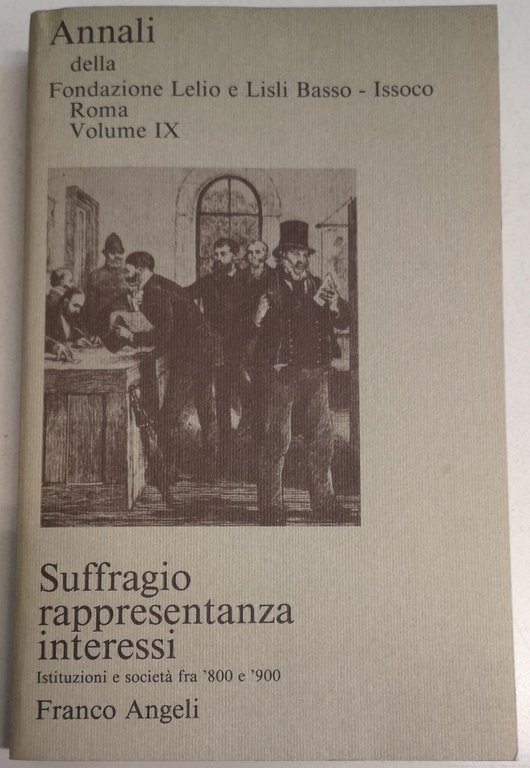 Annali
della
Fondazione Lelio e Lisli Basso - Issoco
Roma
Volume IX
Suffragio
rappresentanza
interessi
Istituzioni e società fra '800 e '900
Franco Angeli